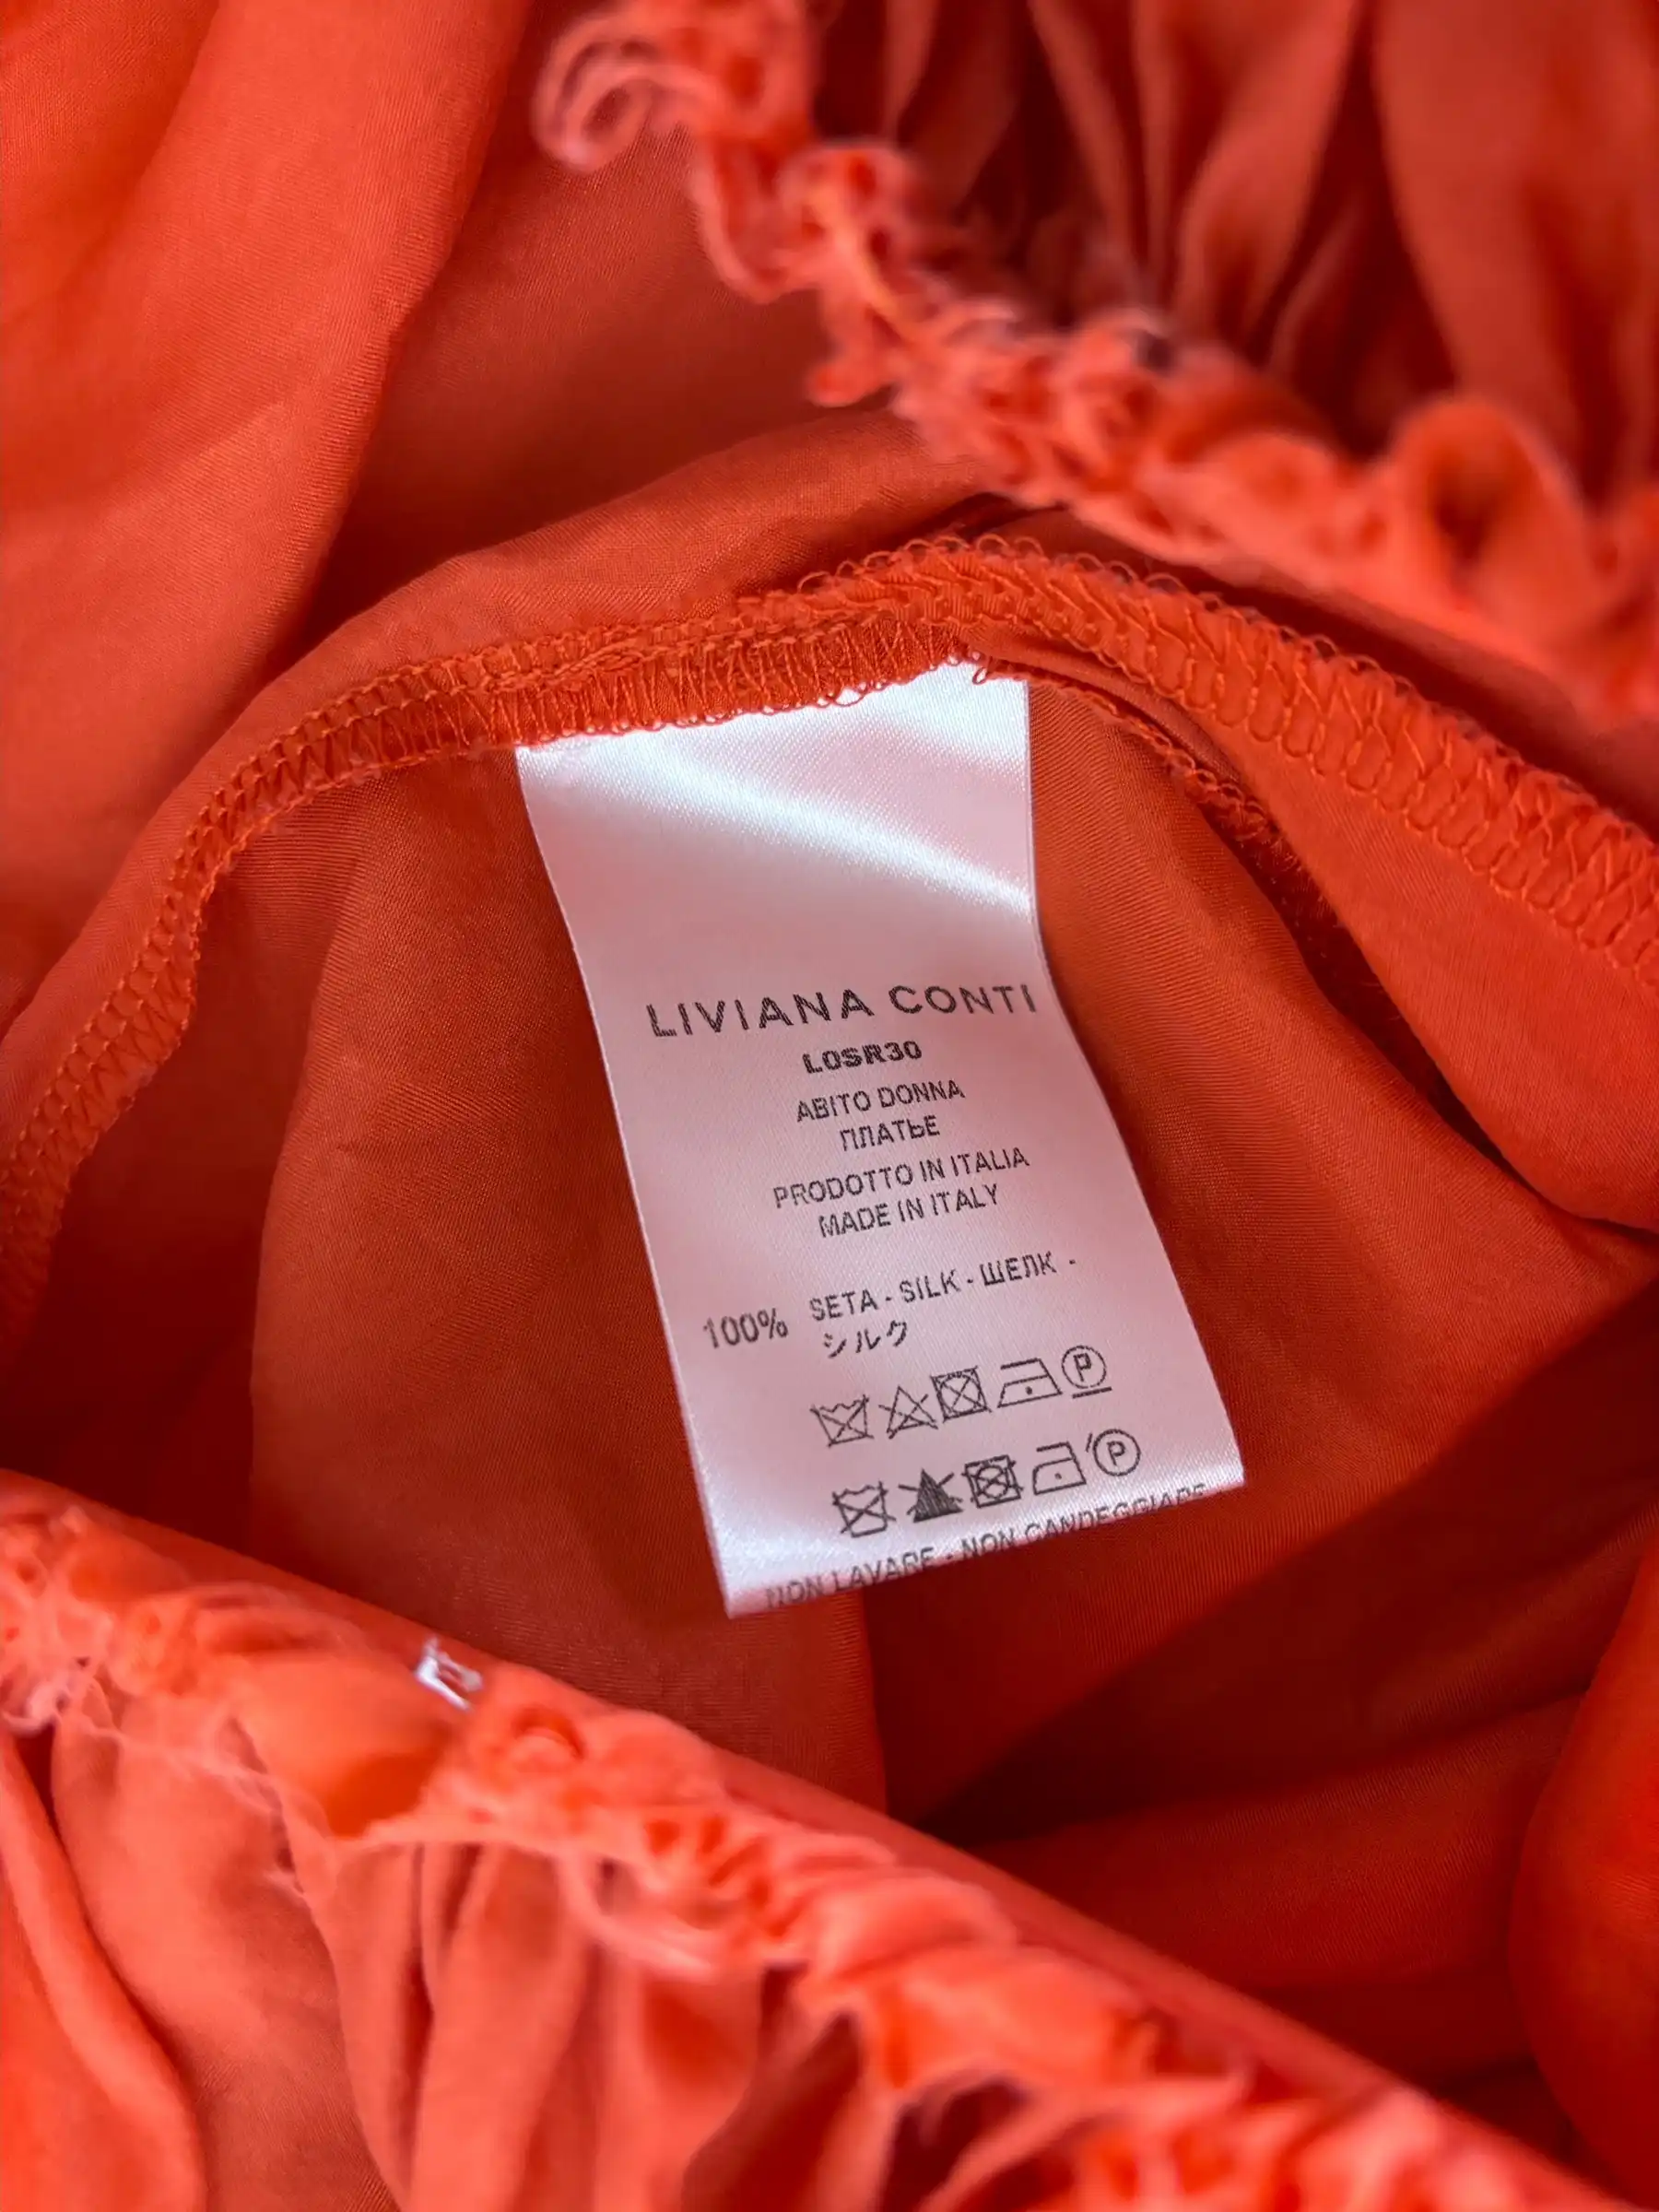 LIVIANA CONTI
L0SR30
ABITO DONNA
ПЛАТЬЕ
PRODOTTO IN ITALIA
MADE IN ITALY
100% SETA - SILK - ШЕЛК -
シルク
P
P
NON LAVARE - NON CANDEGGIARE